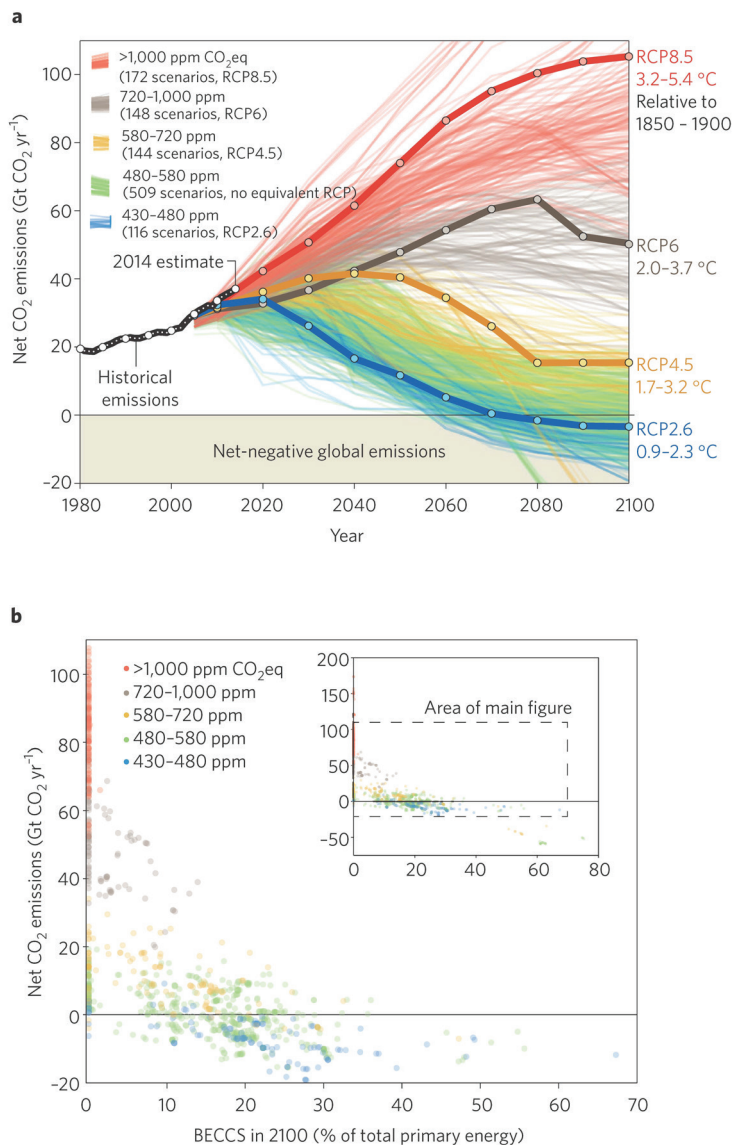 a
>1,000 ppm CO₂eq
(172 scenarios, RCP8.5)
720–1,000 ppm
(148 scenarios, RCP6)
580–720 ppm
(144 scenarios, RCP4.5)
480–580 ppm
(509 scenarios, no equivalent RCP)
430–480 ppm
(116 scenarios, RCP2.6)
2014 estimate
Historical
emissions
Net-negative global emissions
RCP8.5
3.2–5.4 °C
Relative to
1850 – 1900
RCP6
2.0–3.7 °C
RCP4.5
1.7–3.2 °C
RCP2.6
0.9–2.3 °C
Net CO₂ emissions (Gt CO₂ yr⁻¹)
100
80
60
40
20
0
–20
1980
2000
2020
2040
2060
2080
2100
Year
b
>1,000 ppm CO₂eq
720–1,000 ppm
580–720 ppm
480–580 ppm
430–480 ppm
Net CO₂ emissions (Gt CO₂ yr⁻¹)
100
80
60
40
20
0
–20
0
10
20
30
40
50
60
70
BECCS in 2100 (% of total primary energy)
Area of main figure
200
150
100
50
0
–50
0
20
40
60
80